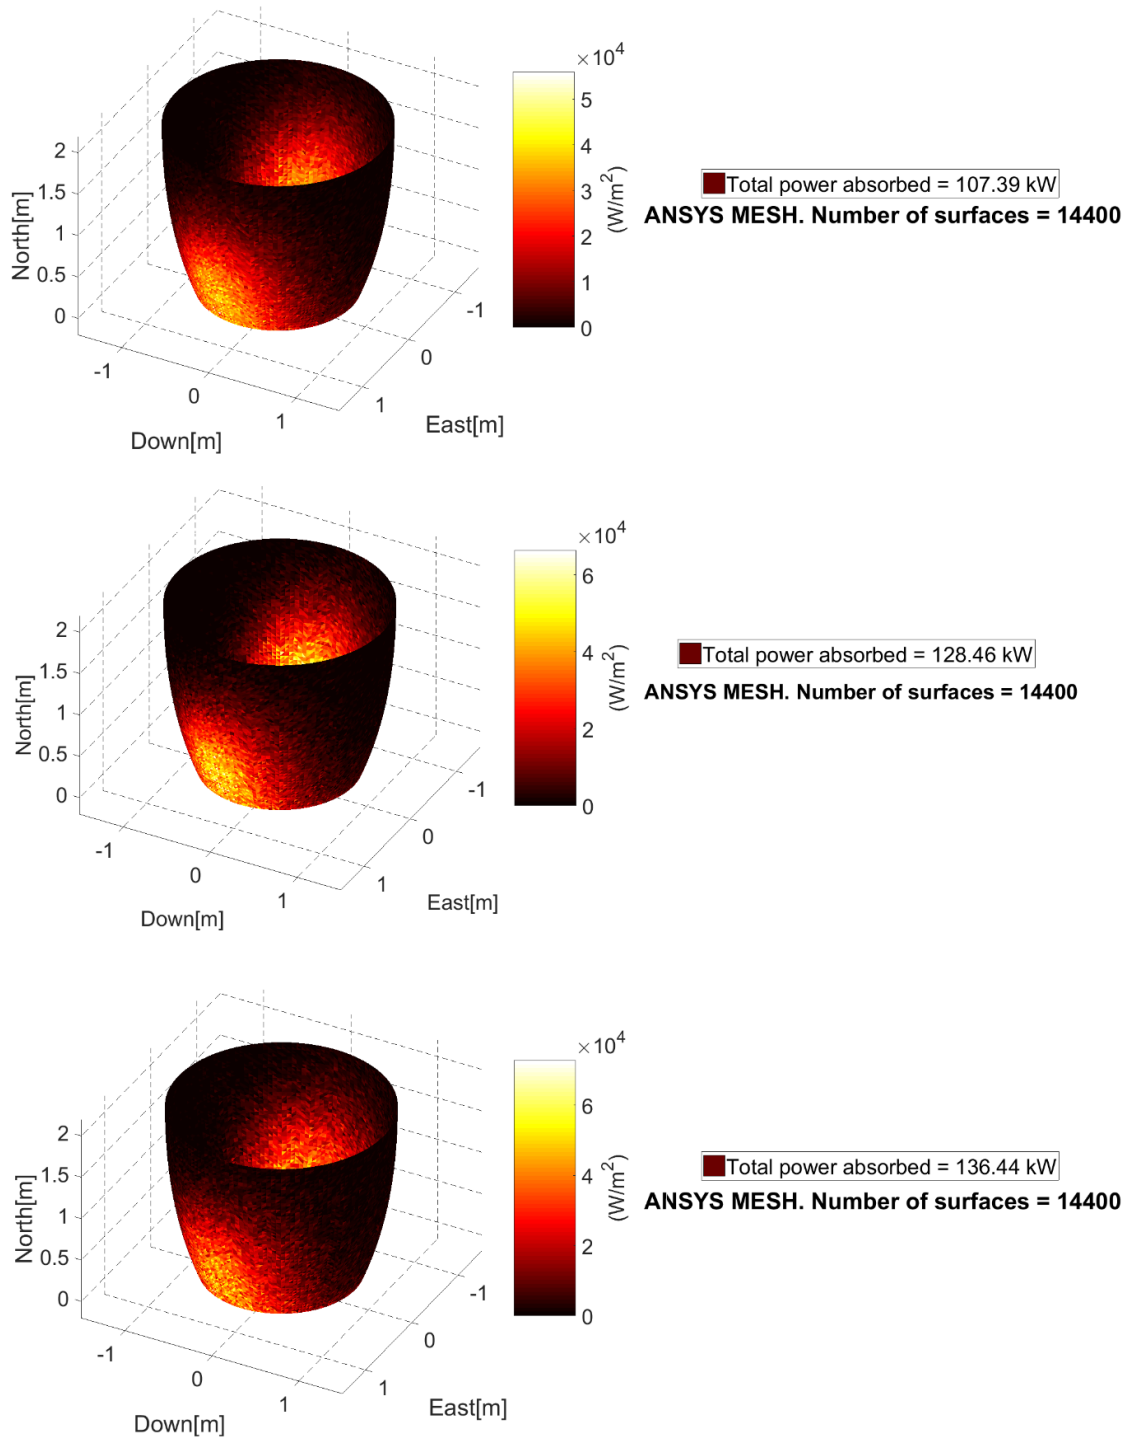 ×10⁴
5
4
3
2
1
0
(W/m²)
2
1.5
1
0.5
0
North[m]
-1
0
1
Down[m]
-1
0
1
East[m]
Total power absorbed = 107.39 kW
ANSYS MESH. Number of surfaces = 14400
×10⁴
6
4
2
0
(W/m²)
2
1.5
1
0.5
0
North[m]
-1
0
1
Down[m]
-1
0
1
East[m]
Total power absorbed = 128.46 kW
ANSYS MESH. Number of surfaces = 14400
×10⁴
6
4
2
0
(W/m²)
2
1.5
1
0.5
0
North[m]
-1
0
1
Down[m]
-1
0
1
East[m]
Total power absorbed = 136.44 kW
ANSYS MESH. Number of surfaces = 14400